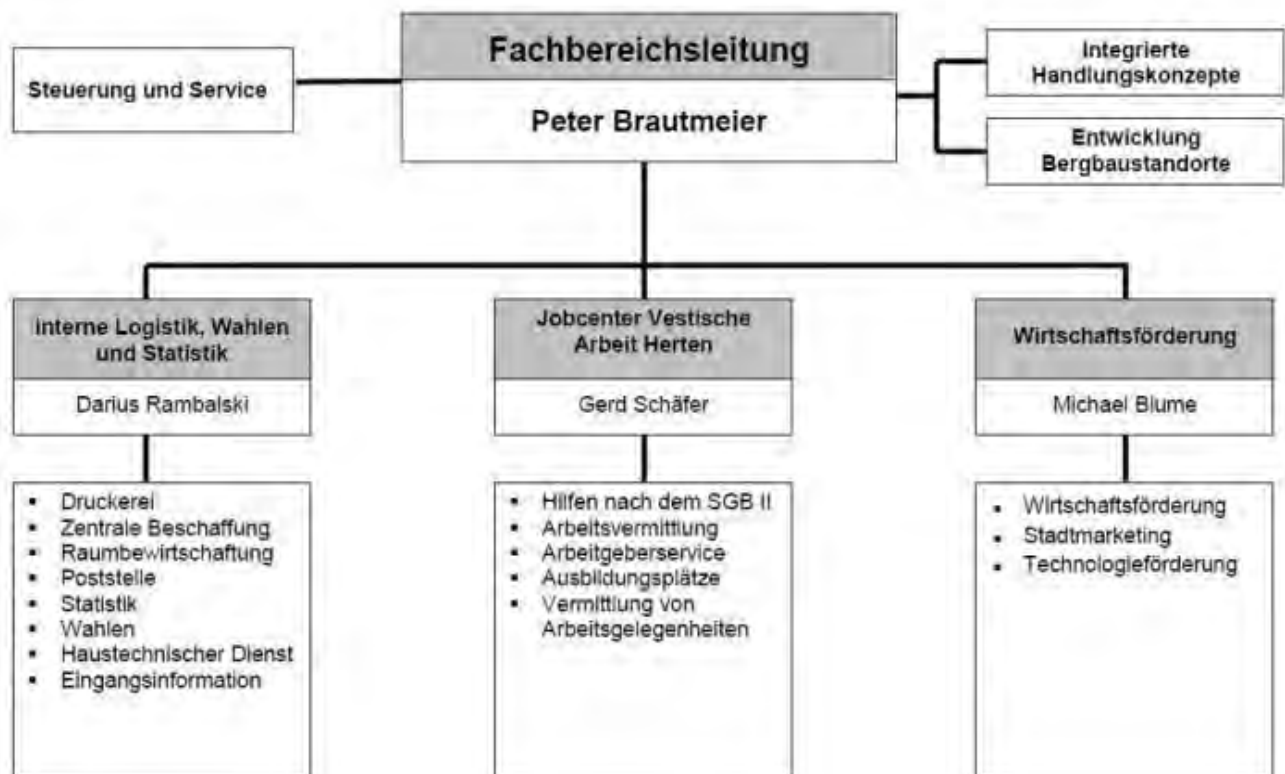 Steuerung und Service
Fachbereichsleitung
Peter Brautmeier
Integrierte
Handlungskonzepte
Entwicklung
Bergbaustandorte
Interne Logistik, Wahlen
und Statistik
Darius Rambalski
▪ Druckerei
▪ Zentrale Beschaffung
▪ Raumbewirtschaftung
▪ Poststelle
▪ Statistik
▪ Wahlen
▪ Haustechnischer Dienst
▪ Eingangsinformation
Jobcenter Vestische
Arbeit Herten
Gerd Schäfer
▪ Hilfen nach dem SGB II
▪ Arbeitsvermittlung
▪ Arbeitgeberservice
▪ Ausbildungsplätze
▪ Vermittlung von
Arbeitsgelegenheiten
Wirtschaftsförderung
Michael Blume
▪ Wirtschaftsförderung
▪ Stadtmarketing
▪ Technologieförderung